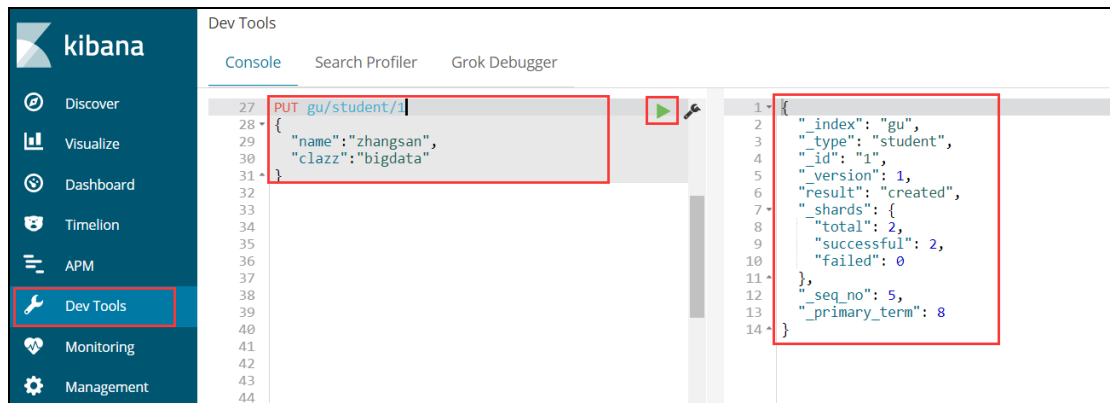 kibana
Discover
Visualize
Dashboard
Timelion
APM
Dev Tools
Monitoring
Management
Dev Tools
Console Search Profiler Grok Debugger
27 PUT gu/student/1
28 {
29 "name":"zhangsan",
30 "clazz":"bigdata"
31 }
32
33
34
35
36
37
38
39
40
41
42
43
44
1 {
2 "_index": "gu",
3 "_type": "student",
4 "_id": "1",
5 "_version": 1,
6 "result": "created",
7 "_shards": {
8 "total": 2,
9 "successful": 2,
10 "failed": 0
11 },
12 "_seq_no": 5,
13 "_primary_term": 8
14 }